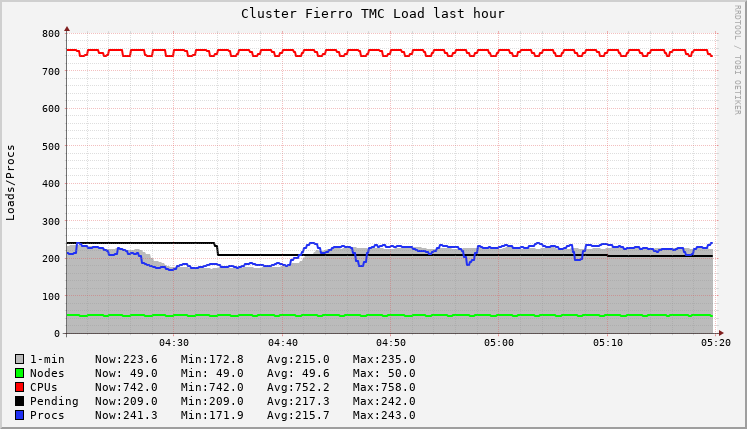 Cluster Fierro TMC Load last hour
RRDTOOL / TOBI OETIKER
Loads/Procs
800
700
600
500
400
300
200
100
0
04:30 04:40 04:50 05:00 05:10 05:20
1-min Now:223.6 Min:172.8 Avg:215.0 Max:235.0
Nodes Now: 49.0 Min: 49.0 Avg: 49.6 Max: 50.0
CPUs Now:742.0 Min:742.0 Avg:752.2 Max:758.0
Pending Now:209.0 Min:209.0 Avg:217.3 Max:242.0
Procs Now:241.3 Min:171.9 Avg:215.7 Max:243.0